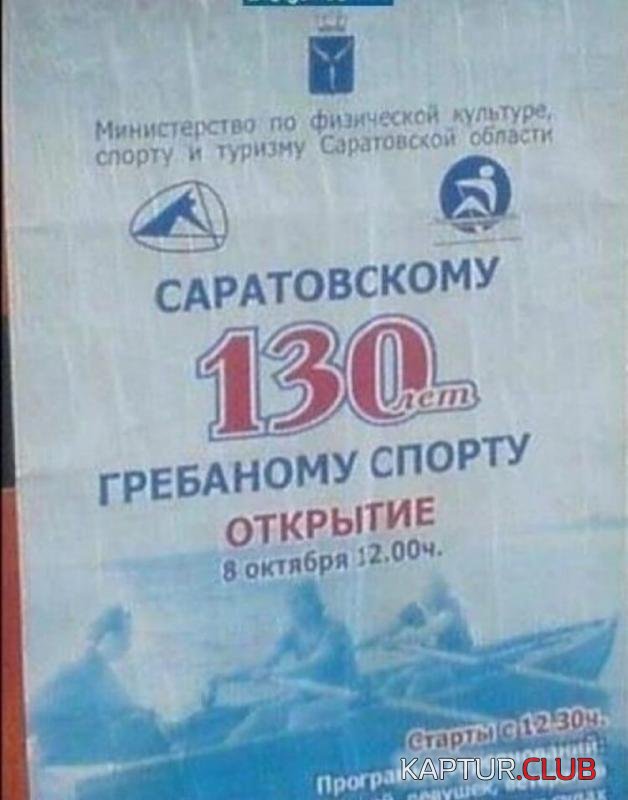 Министерство по физической культуре,
спорту и туризму Саратовской области
САРАТОВСКОМУ
130 лет
ГРЕБАНОМУ СПОРТУ
ОТКРЫТИЕ
8 октября 12.00ч.
Старты с 12.30ч.
KAPTUR.CLUB